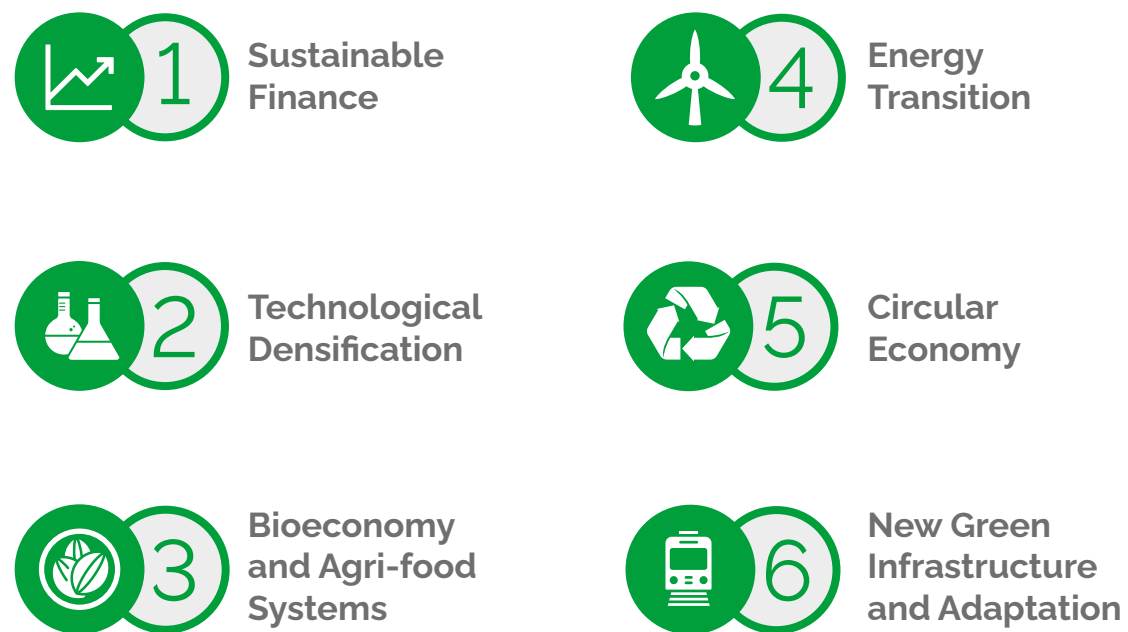 1
Sustainable
Finance
2
Technological
Densification
3
Bioeconomy
and Agri-food
Systems
4
Energy
Transition
5
Circular
Economy
6
New Green
Infrastructure
and Adaptation